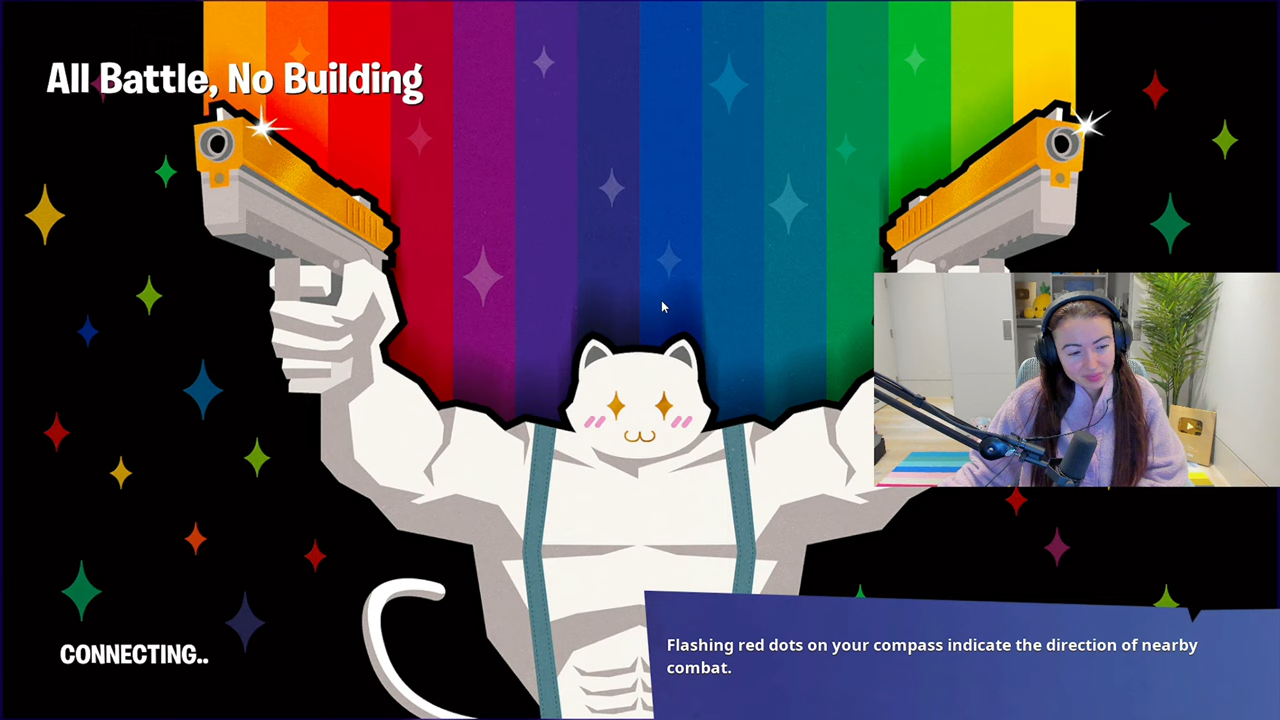 All Battle, No Building
CONNECTING..
Flashing red dots on your compass indicate the direction of nearby
combat.